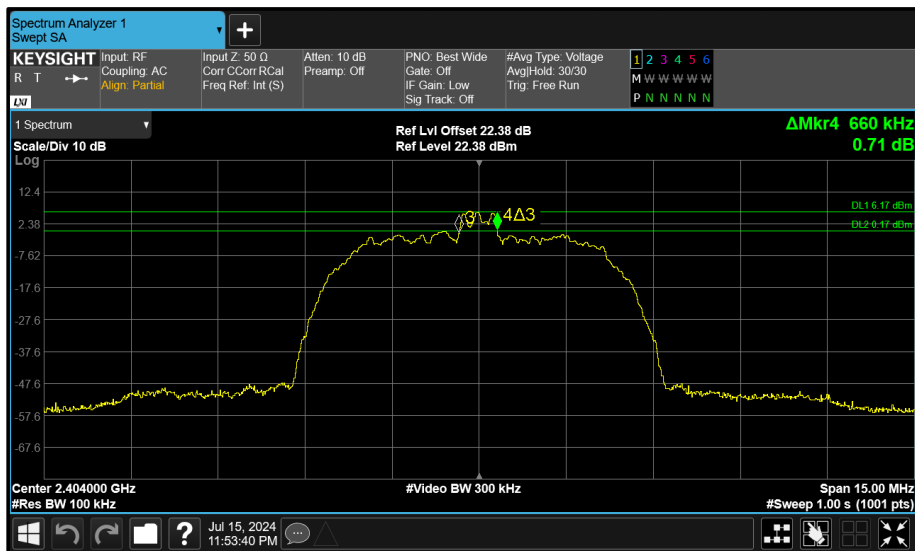 Spectrum Analyzer 1
Swept SA
+
KEYSIGHT
R T
LXI
Input: RF
Coupling: AC
Align: Partial
Input Z: 50 Ω
Corr CCorr RCal
Freq Ref: Int (S)
Atten: 10 dB
Preamp: Off
PNO: Best Wide
Gate: Off
IF Gain: Low
Sig Track: Off
#Avg Type: Voltage
Avg|Hold: 30/30
Trig: Free Run
1 2 3 4 5 6
M W W W W W
P N N N N N
1 Spectrum
Scale/Div 10 dB
Ref Lvl Offset 22.38 dB
Ref Level 22.38 dBm
ΔMkr4 660 kHz
0.71 dB
Log
12.4
2.38
-7.62
-17.6
-27.6
-37.6
-47.6
-57.6
-67.6
3
4Δ3
DL1 6.17 dBm
DL2 0.17 dBm
Center 2.404000 GHz
#Video BW 300 kHz
Span 15.00 MHz
#Res BW 100 kHz
#Sweep 1.00 s (1001 pts)
?
Jul 15, 2024
11:53:40 PM